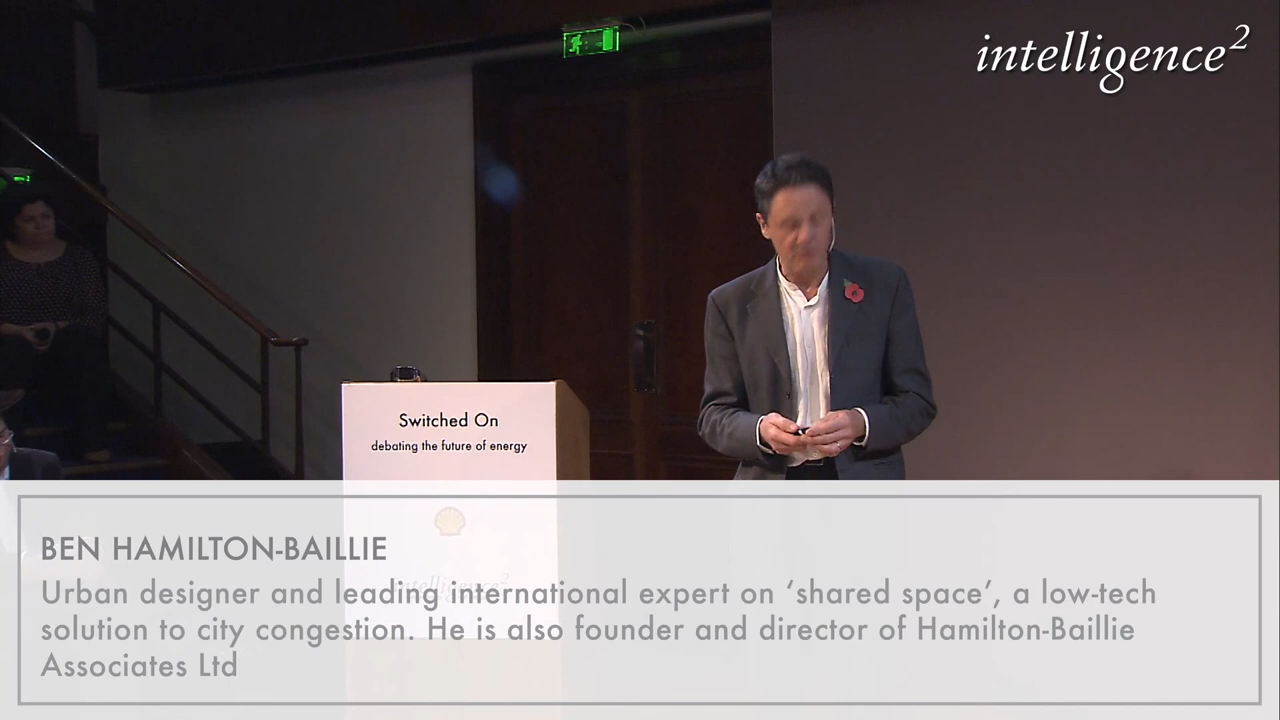 intelligence²
Switched On
debating the future of energy
intelligence²
BEN HAMILTON-BAILLIE
Urban designer and leading international expert on ‘shared space’, a low-tech
solution to city congestion. He is also founder and director of Hamilton-Baillie
Associates Ltd